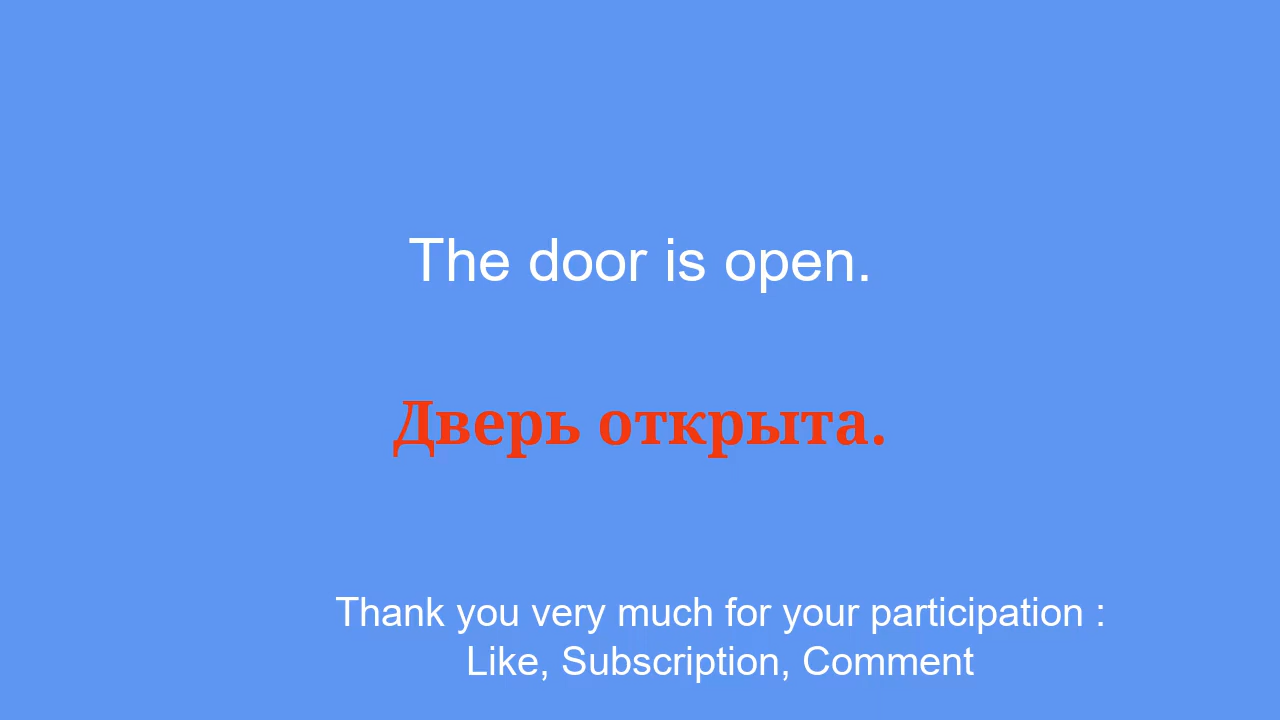 The door is open.
Дверь открыта.
Thank you very much for your participation :
Like, Subscription, Comment